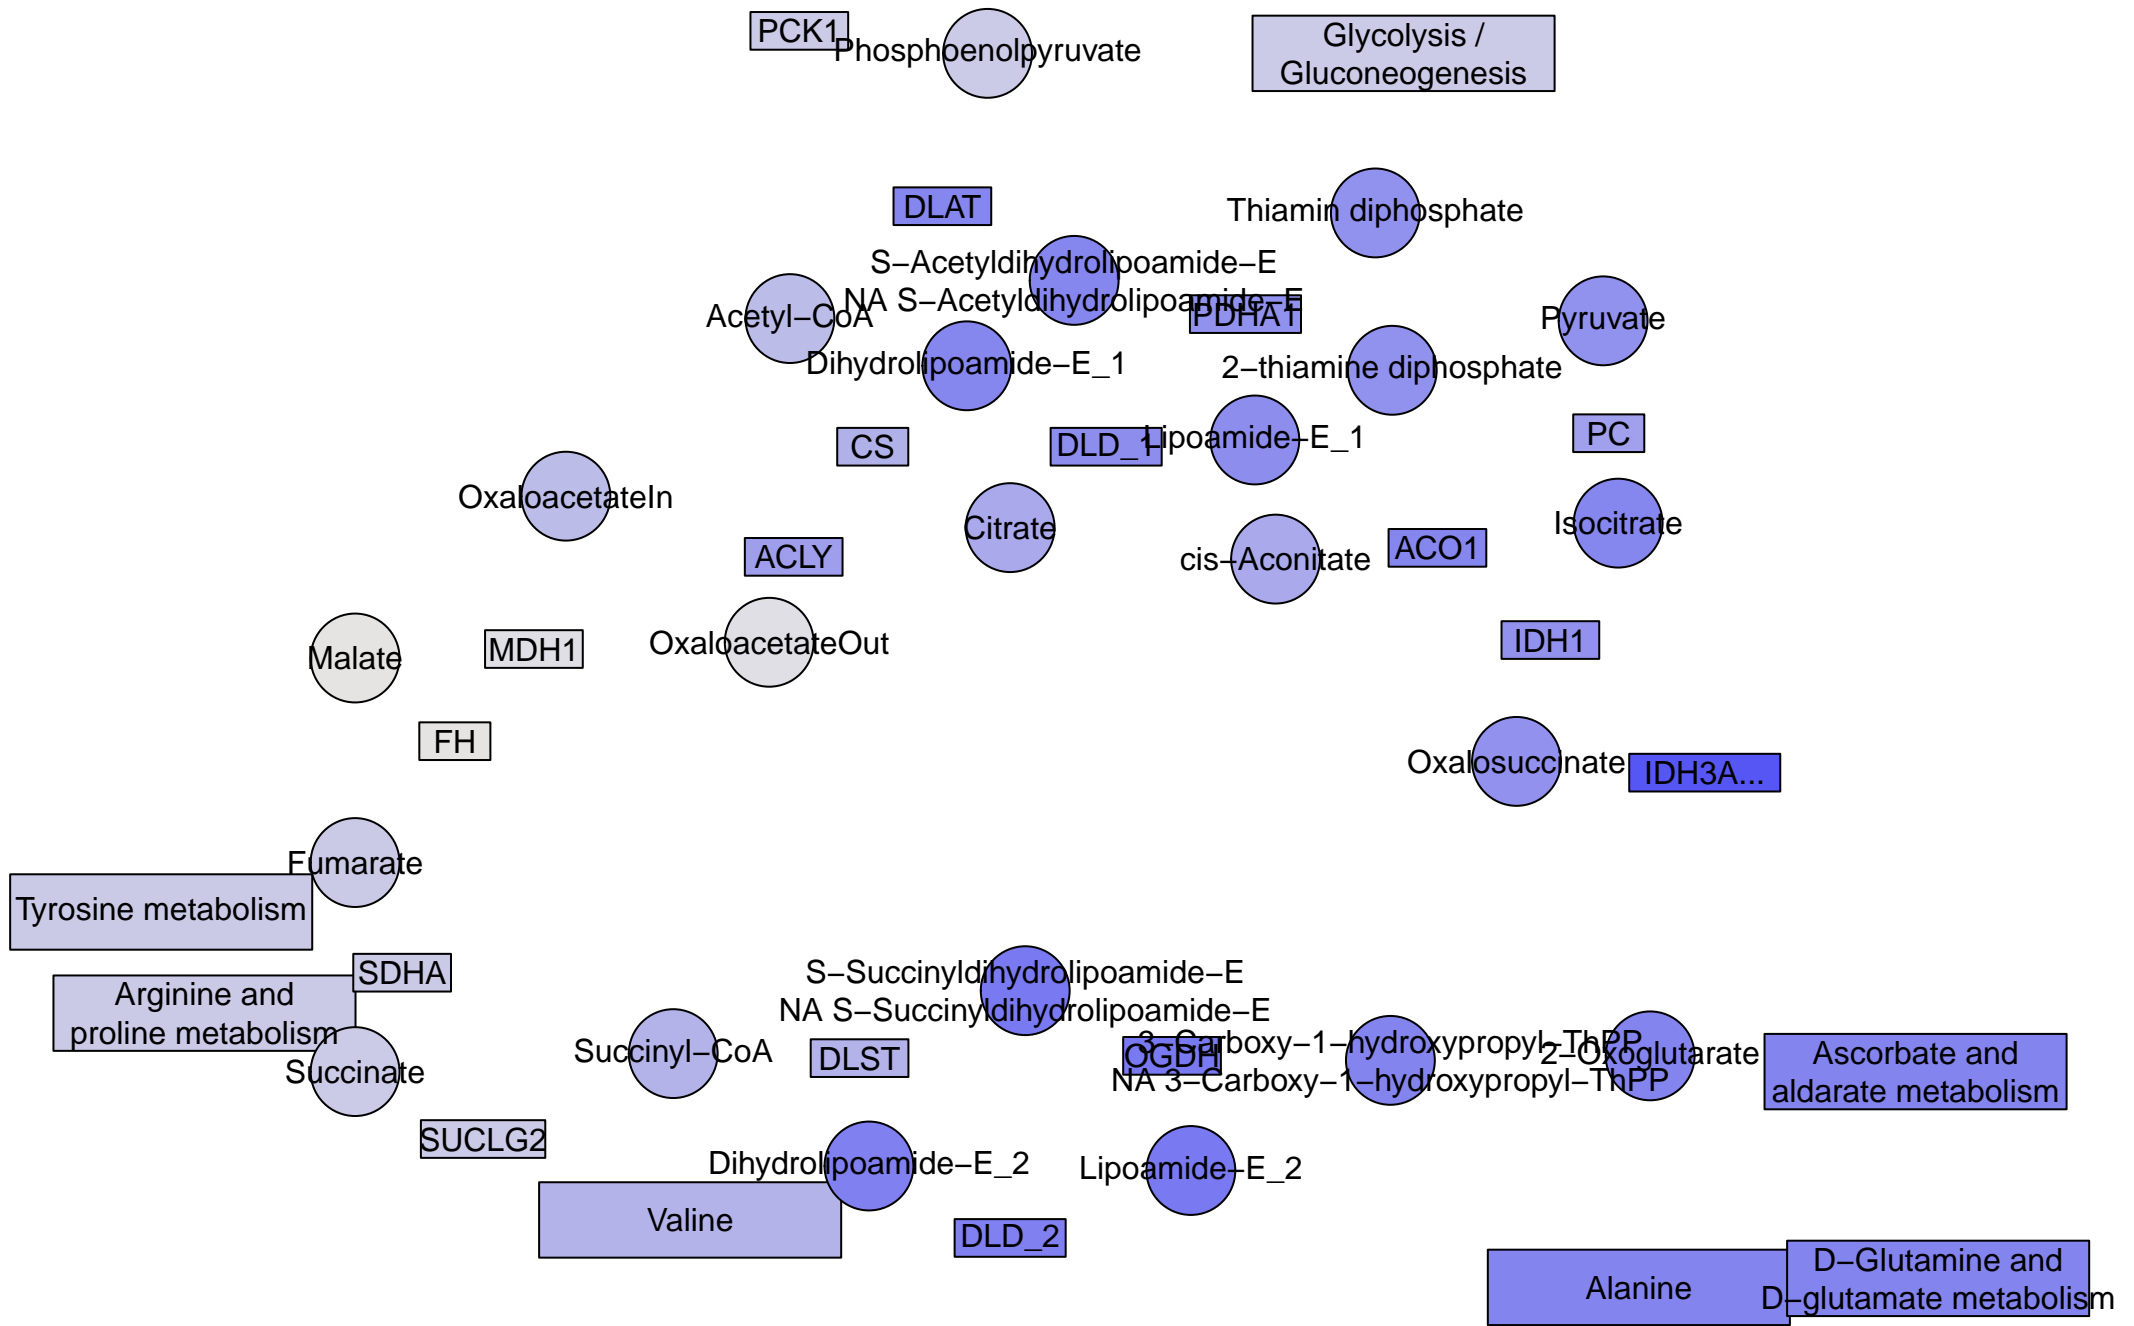 PCK1
Phosphoenolpyruvate
Glycolysis /
Gluconeogenesis
DLAT
Thiamin diphosphate
S−Acetyldihydrolipoamide−E
NA S−Acetyldihydrolipoamide−E
Acetyl−CoA
PDHA1
Pyruvate
Dihydrolipoamide−E_1
2−thiamine diphosphate
CS
DLD_1
Lipoamide−E_1
PC
OxaloacetateIn
Citrate
Isocitrate
ACLY
cis−Aconitate
ACO1
Malate
MDH1
OxaloacetateOut
IDH1
FH
Oxalosuccinate
IDH3A...
Fumarate
Tyrosine metabolism
SDHA
Arginine and
proline metabolism
S−Succinyldihydrolipoamide−E
NA S−Succinyldihydrolipoamide−E
Succinate
Succinyl−CoA
DLST
OGDH
3−Carboxy−1−hydroxypropyl−ThPP
NA 3−Carboxy−1−hydroxypropyl−ThPP
2−Oxoglutarate
Ascorbate and
aldarate metabolism
SUCLG2
Dihydrolipoamide−E_2
Lipoamide−E_2
Valine
DLD_2
Alanine
D−Glutamine and
D−glutamate metabolism